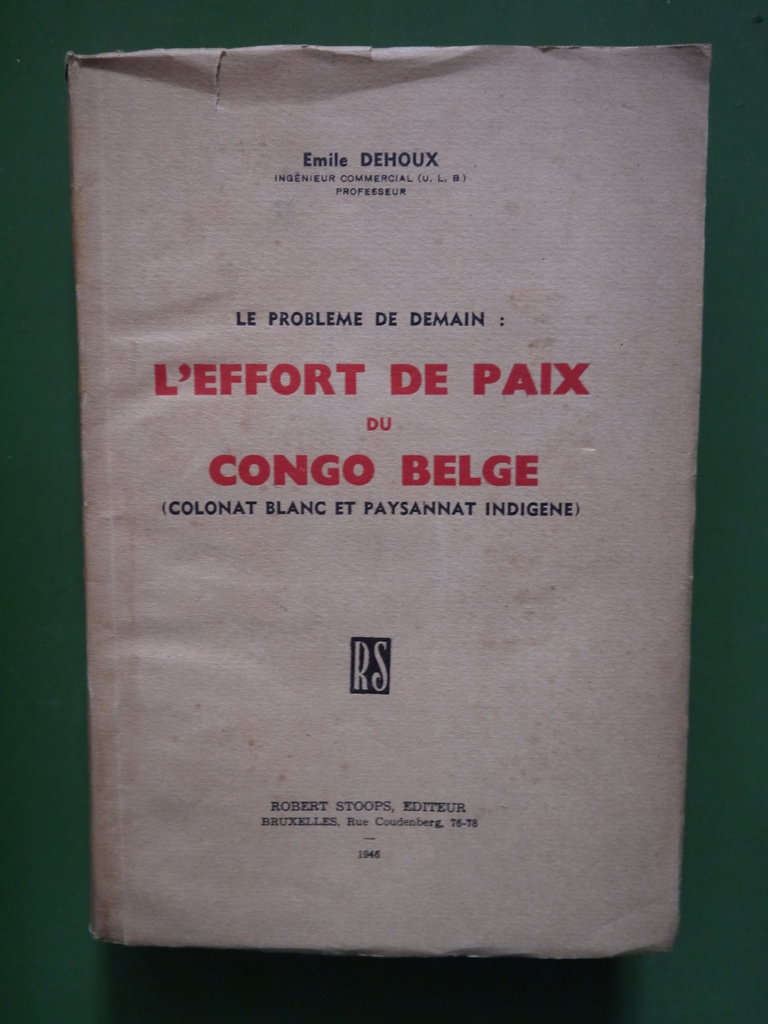 Emile DEHOUX
INGÉNIEUR COMMERCIAL (U. L. B.)
PROFESSEUR
LE PROBLEME DE DEMAIN :
L'EFFORT DE PAIX
DU
CONGO BELGE
(COLONAT BLANC ET PAYSANNAT INDIGENE)
RS
ROBERT STOOPS, EDITEUR
BRUXELLES, Rue Coudenberg, 76-78
—
1946